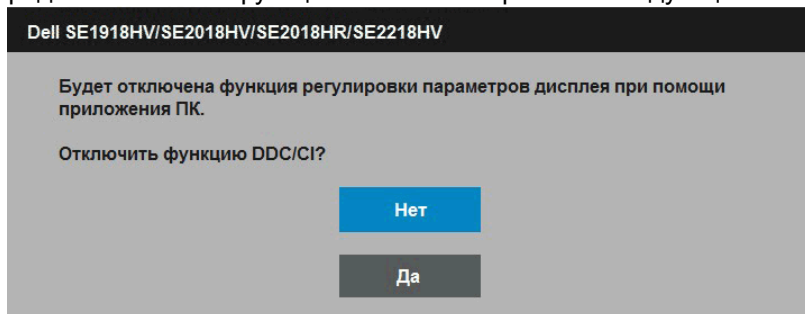 Dell SE1918HV/SE2018HV/SE2018HR/SE2218HV
Будет отключена функция регулировки параметров дисплея при помощи
приложения ПК.
Отключить функцию DDC/CI?
Нет
Да